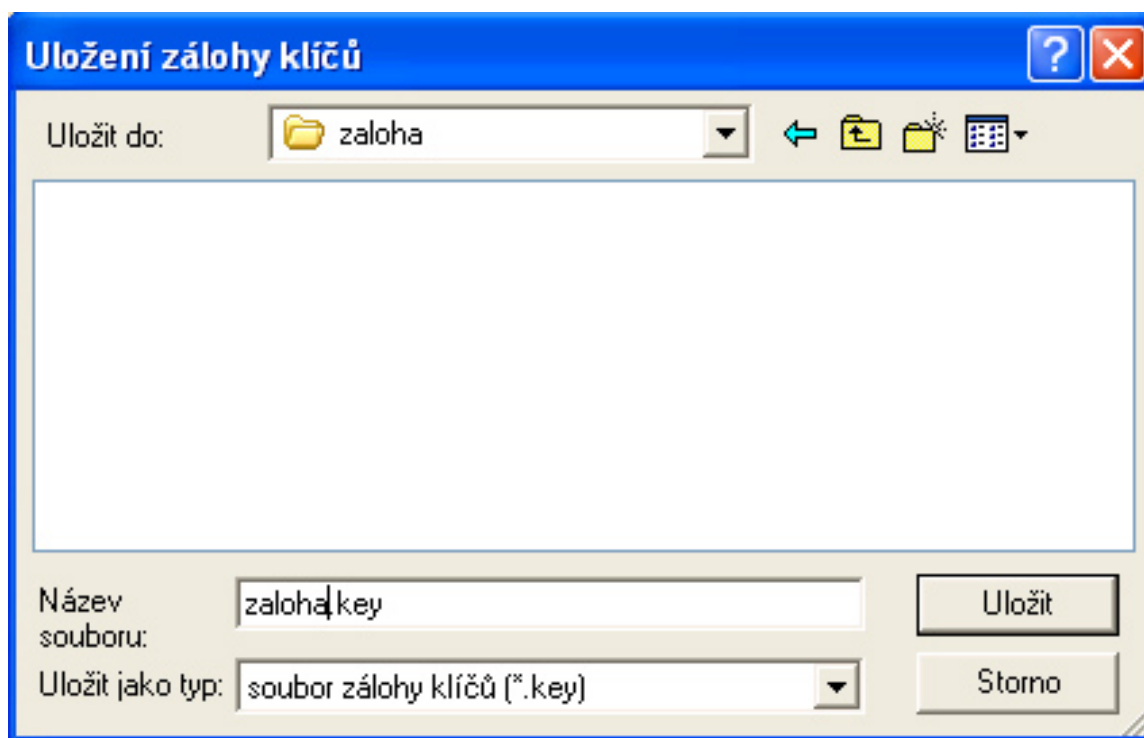 Uložení zálohy klíčů
Uložit do: zaloha
Název souboru: zaloha.key
Uložit
Uložit jako typ: soubor zálohy klíčů (*.key)
Storno